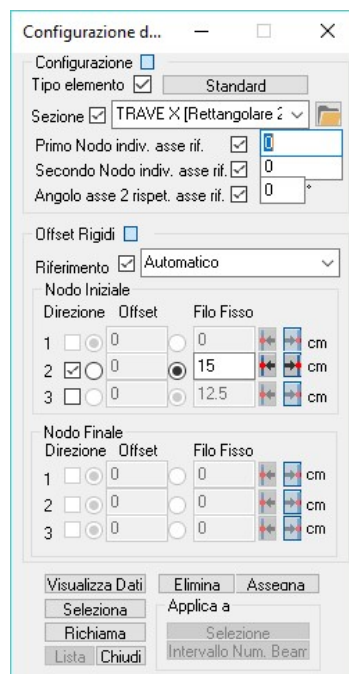 Configurazione d...
Configurazione
Tipo elemento Standard
Sezione TRAVE X [Rettangolare 2
Primo Nodo indiv. asse rif. 0
Secondo Nodo indiv. asse rif. 0
Angolo asse 2 rispet. asse rif. 0 °
Offset Rigidi
Riferimento Automatico
Nodo Iniziale
Direzione Offset Filo Fisso
1 0 0 cm
2 0 15 cm
3 0 12.5 cm
Nodo Finale
Direzione Offset Filo Fisso
1 0 0 cm
2 0 0 cm
3 0 0 cm
Visualizza Dati Elimina Assegna
Seleziona Applica a
Richiama Selezione
Lista Chiudi Intervallo Num. Beam